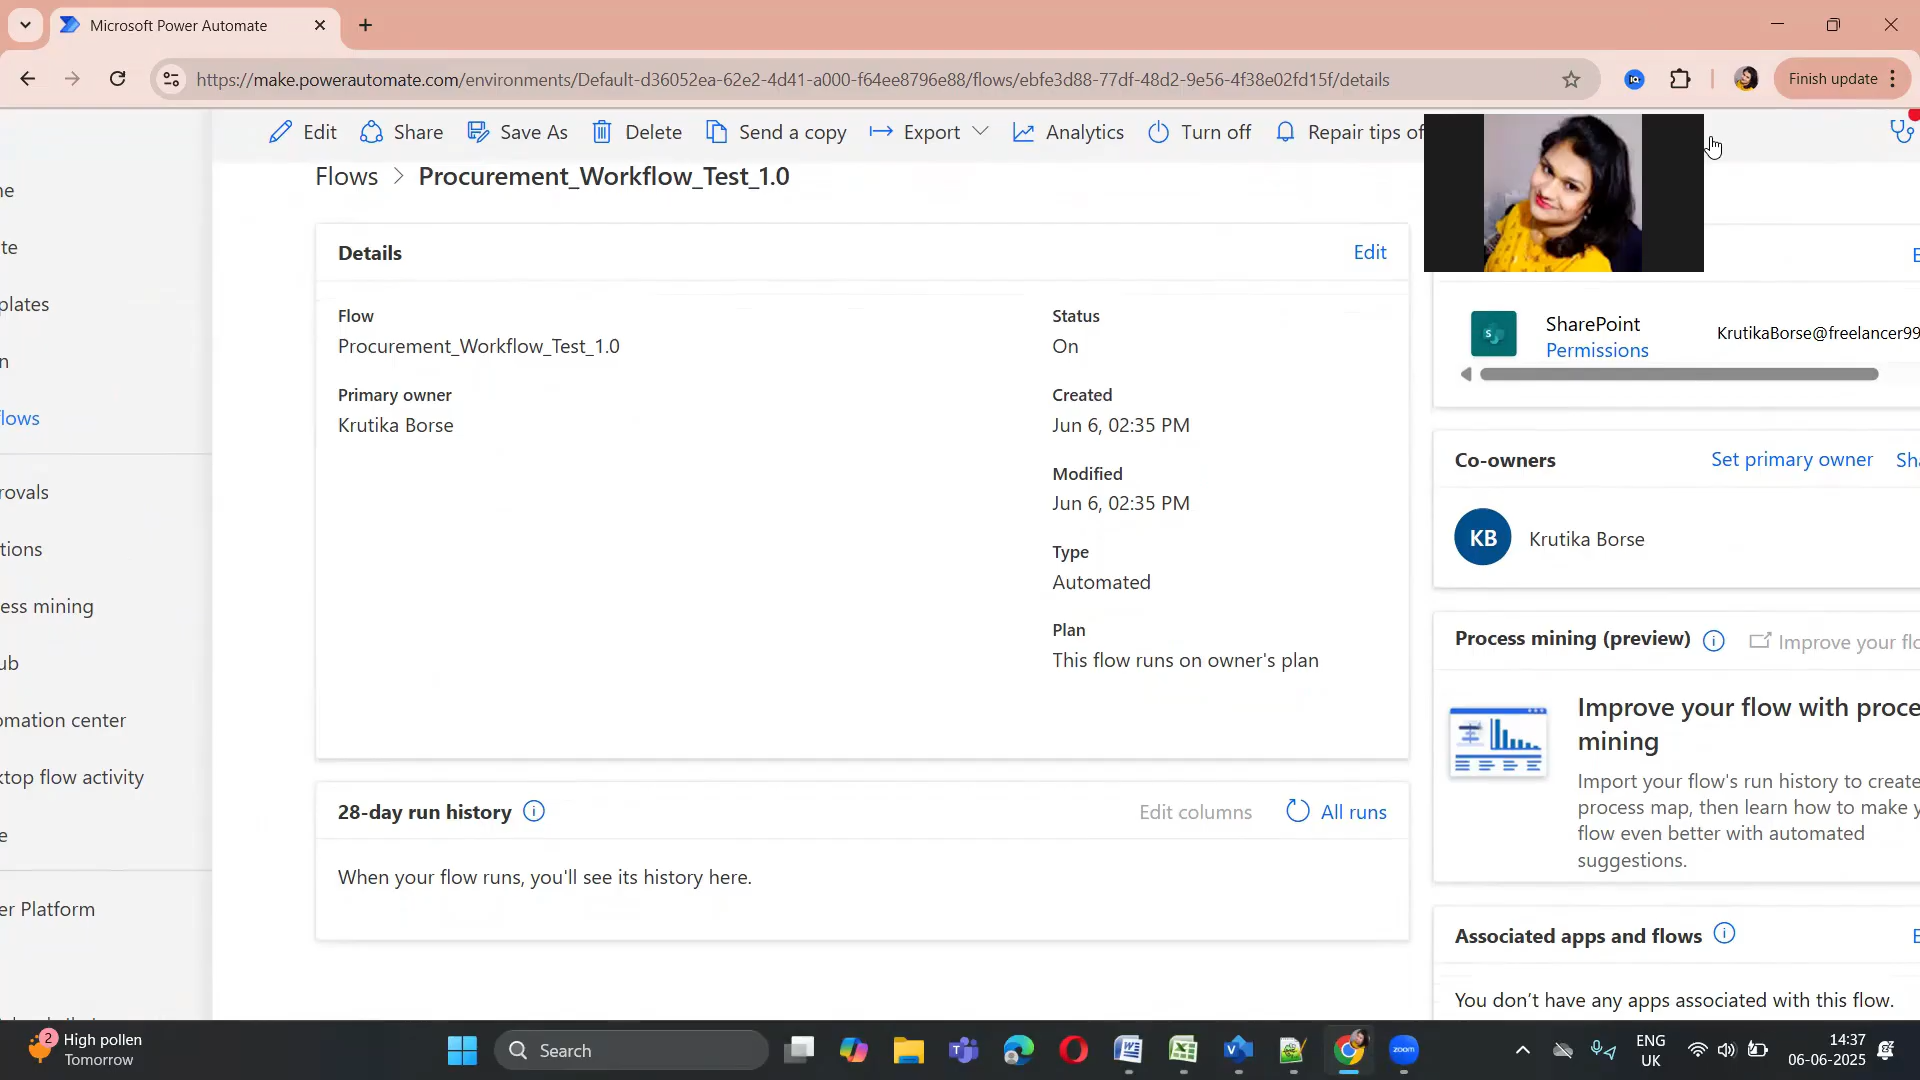 Microsoft Power Automate
https://make.powerautomate.com/environments/Default-d36052ea-62e2-4d41-a000-f64ee8796e88/flows/ebfe3d88-77df-48d2-9e56-4f38e02fd15f/details
Finish update
Edit Share Save As Delete Send a copy Export Analytics Turn off Repair tips of
Flows > Procurement_Workflow_Test_1.0
ne
te
plates
n
flows
rovals
tions
ess mining
ub
omation center
ktop flow activity
e
er Platform
Details
Edit
Flow
Procurement_Workflow_Test_1.0
Primary owner
Krutika Borse
Status
On
Created
Jun 6, 02:35 PM
Modified
Jun 6, 02:35 PM
Type
Automated
Plan
This flow runs on owner's plan
28-day run history
Edit columns All runs
When your flow runs, you'll see its history here.
SharePoint
Permissions
KrutikaBorse@freelancer99
Co-owners
Set primary owner Sha
KB
Krutika Borse
Process mining (preview)
Improve your flo
Improve your flow with proce
mining
Import your flow's run history to create
process map, then learn how to make y
flow even better with automated
suggestions.
Associated apps and flows
You don't have any apps associated with this flow.
2
High pollen
Tomorrow
Search
zoom
ENG
UK
14:37
06-06-2025